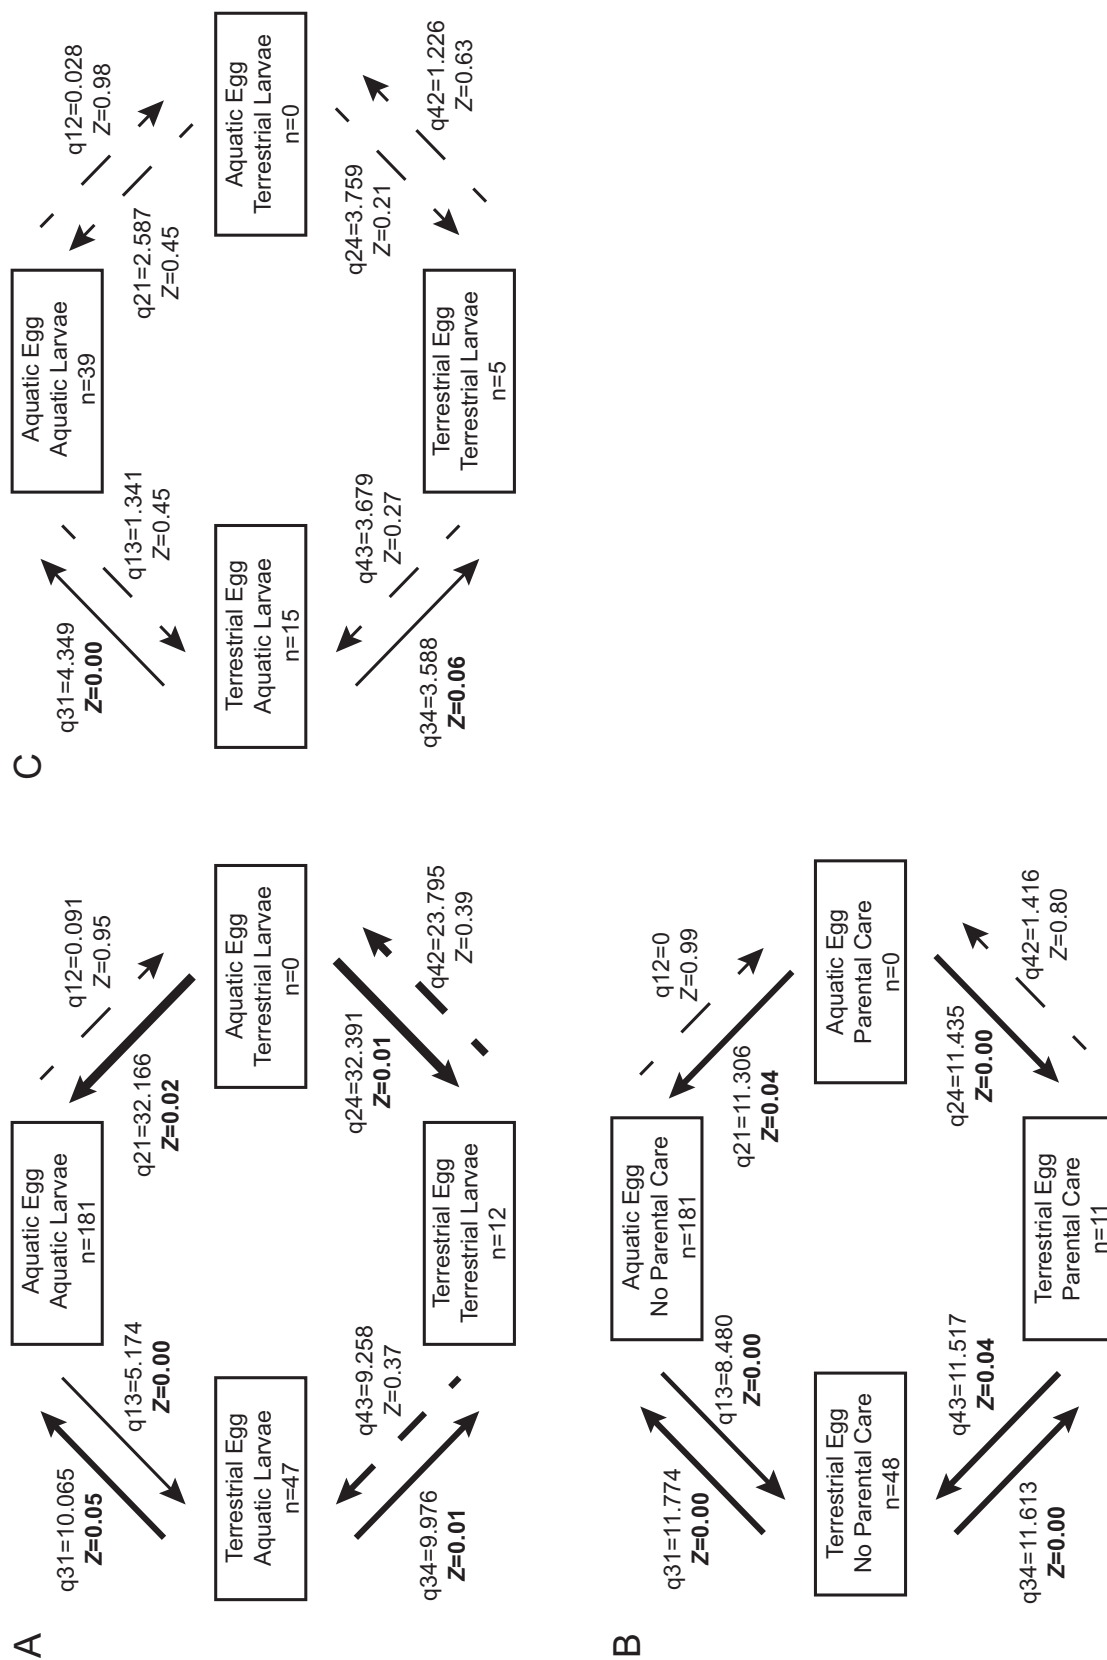 A
Aquatic Egg
Aquatic Larvae
n=181
q31=10.065
Z=0.05
q13=5.174
Z=0.00
q12=0.091
Z=0.95
q21=32.166
Z=0.02
Terrestrial Egg
Aquatic Larvae
n=47
Aquatic Egg
Terrestrial Larvae
n=0
q43=9.258
Z=0.37
q34=9.976
Z=0.01
q24=32.391
Z=0.01
q42=23.795
Z=0.39
Terrestrial Egg
Terrestrial Larvae
n=12
B
Aquatic Egg
No Parental Care
n=181
q31=11.774
Z=0.00
q13=8.480
Z=0.00
q12=0
Z=0.99
q21=11.306
Z=0.04
Terrestrial Egg
No Parental Care
n=48
Aquatic Egg
Parental Care
n=0
q43=11.517
Z=0.04
q34=11.613
Z=0.00
q24=11.435
Z=0.00
q42=1.416
Z=0.80
Terrestrial Egg
Parental Care
n=11
C
Aquatic Egg
Aquatic Larvae
n=39
q31=4.349
Z=0.00
q13=1.341
Z=0.45
q12=0.028
Z=0.98
q21=2.587
Z=0.45
Terrestrial Egg
Aquatic Larvae
n=15
Aquatic Egg
Terrestrial Larvae
n=0
q43=3.679
Z=0.27
q34=3.588
Z=0.06
q24=3.759
Z=0.21
q42=1.226
Z=0.63
Terrestrial Egg
Terrestrial Larvae
n=5